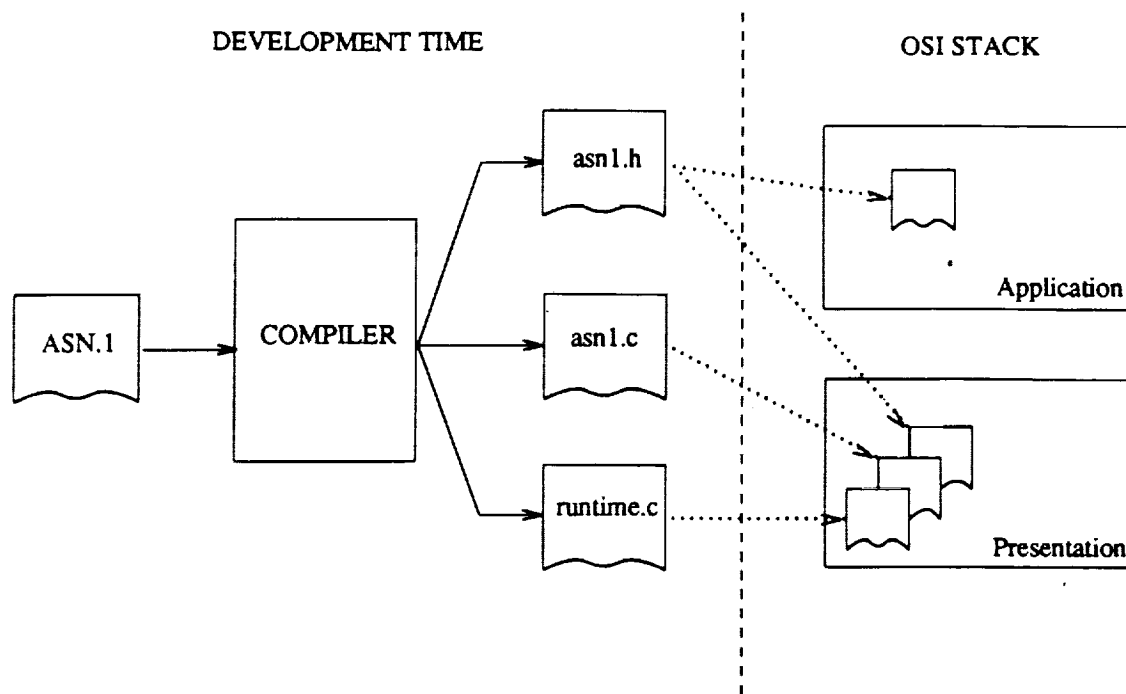 DEVELOPMENT TIME
OSI STACK
asn1.h
Application
ASN.1
COMPILER
asn1.c
runtime.c
Presentation